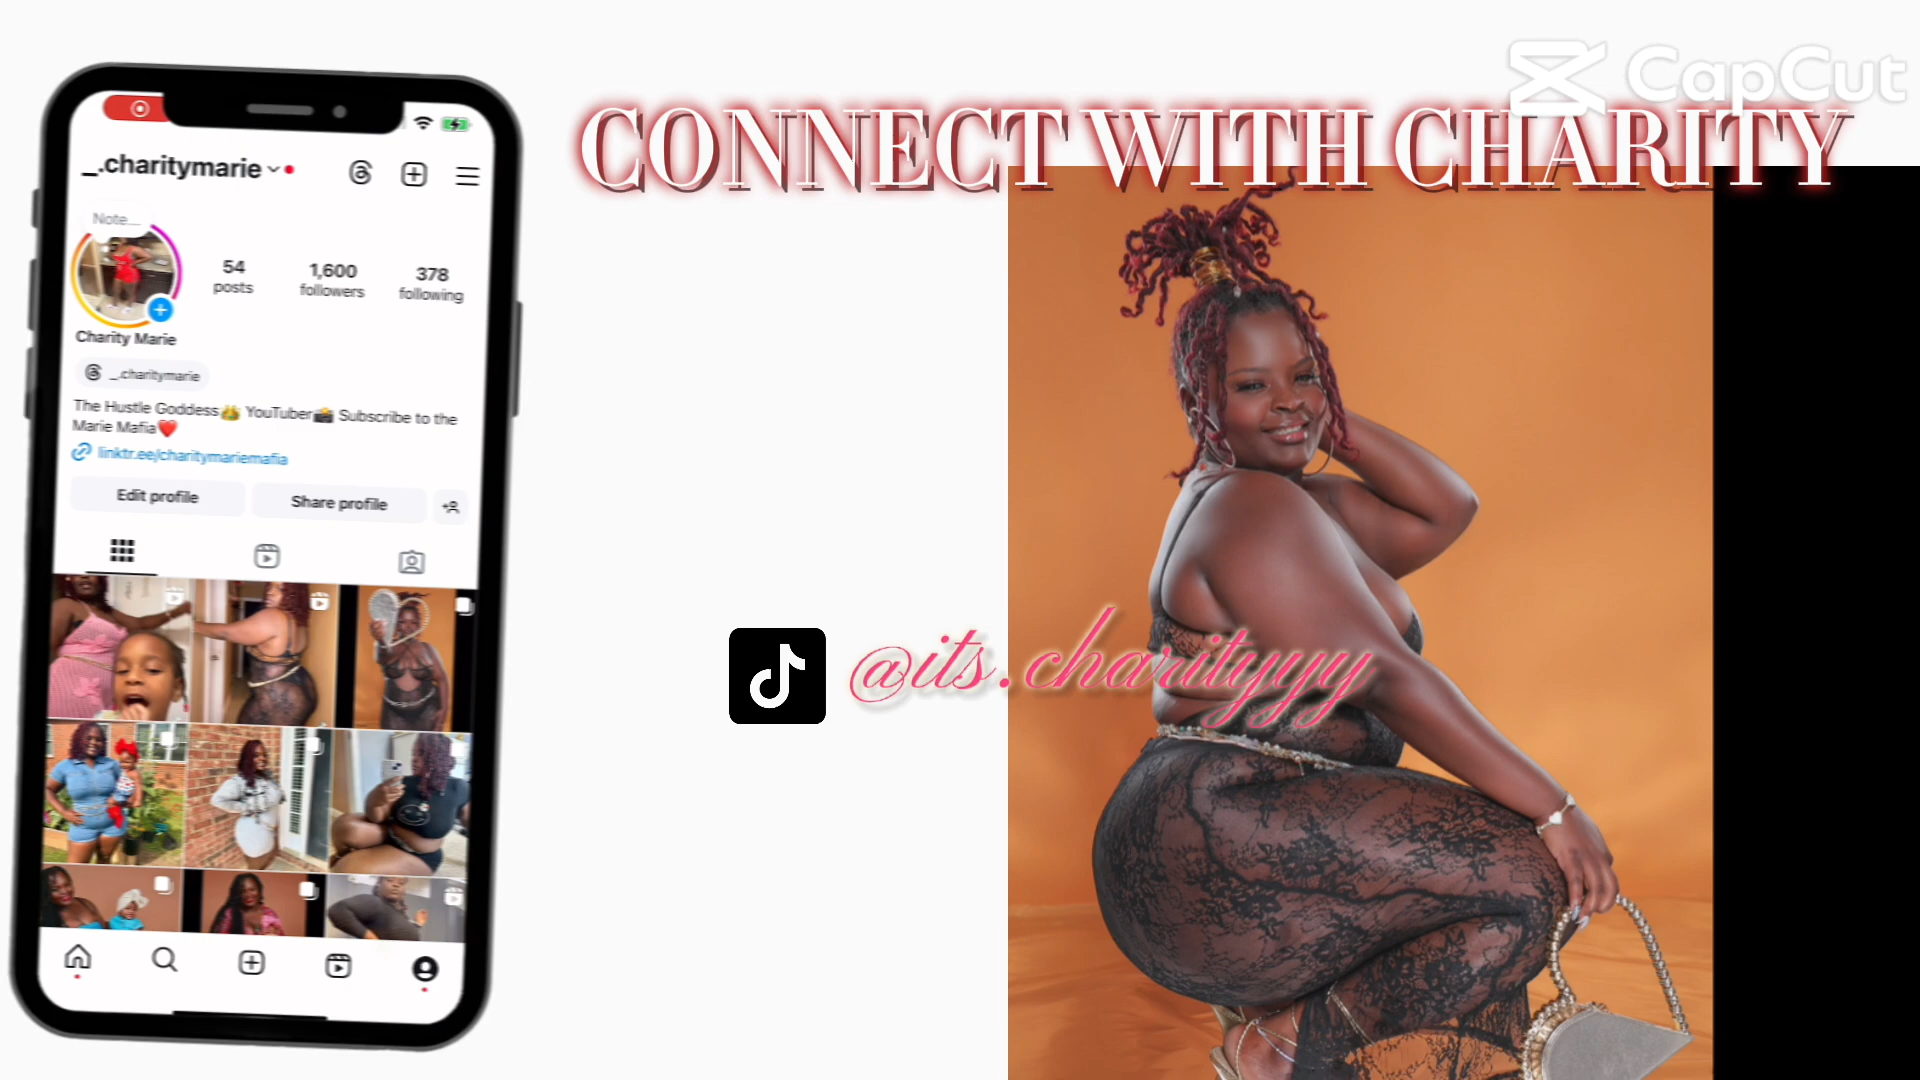 CapCut
CONNECT WITH CHARITY
_.charitymarie
Note...
54 posts
1,600 followers
378 following
Charity Marie
_.charitymarie
The Hustle Goddess YouTuber Subscribe to the
Marie Mafia
linktr.ee/charitymariemafia
Edit profile
Share profile
@its.charityyy